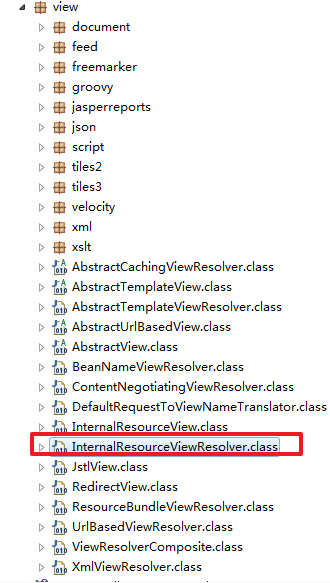 view
document
feed
freemarker
groovy
jasperreports
json
script
tiles2
tiles3
velocity
xml
xslt
AbstractCachingViewResolver.class
AbstractTemplateView.class
AbstractTemplateViewResolver.class
AbstractUrlBasedView.class
AbstractView.class
BeanNameViewResolver.class
ContentNegotiatingViewResolver.class
DefaultRequestToViewNameTranslator.class
InternalResourceView.class
InternalResourceViewResolver.class
JstlView.class
RedirectView.class
ResourceBundleViewResolver.class
UrlBasedViewResolver.class
ViewResolverComposite.class
XmlViewResolver.class